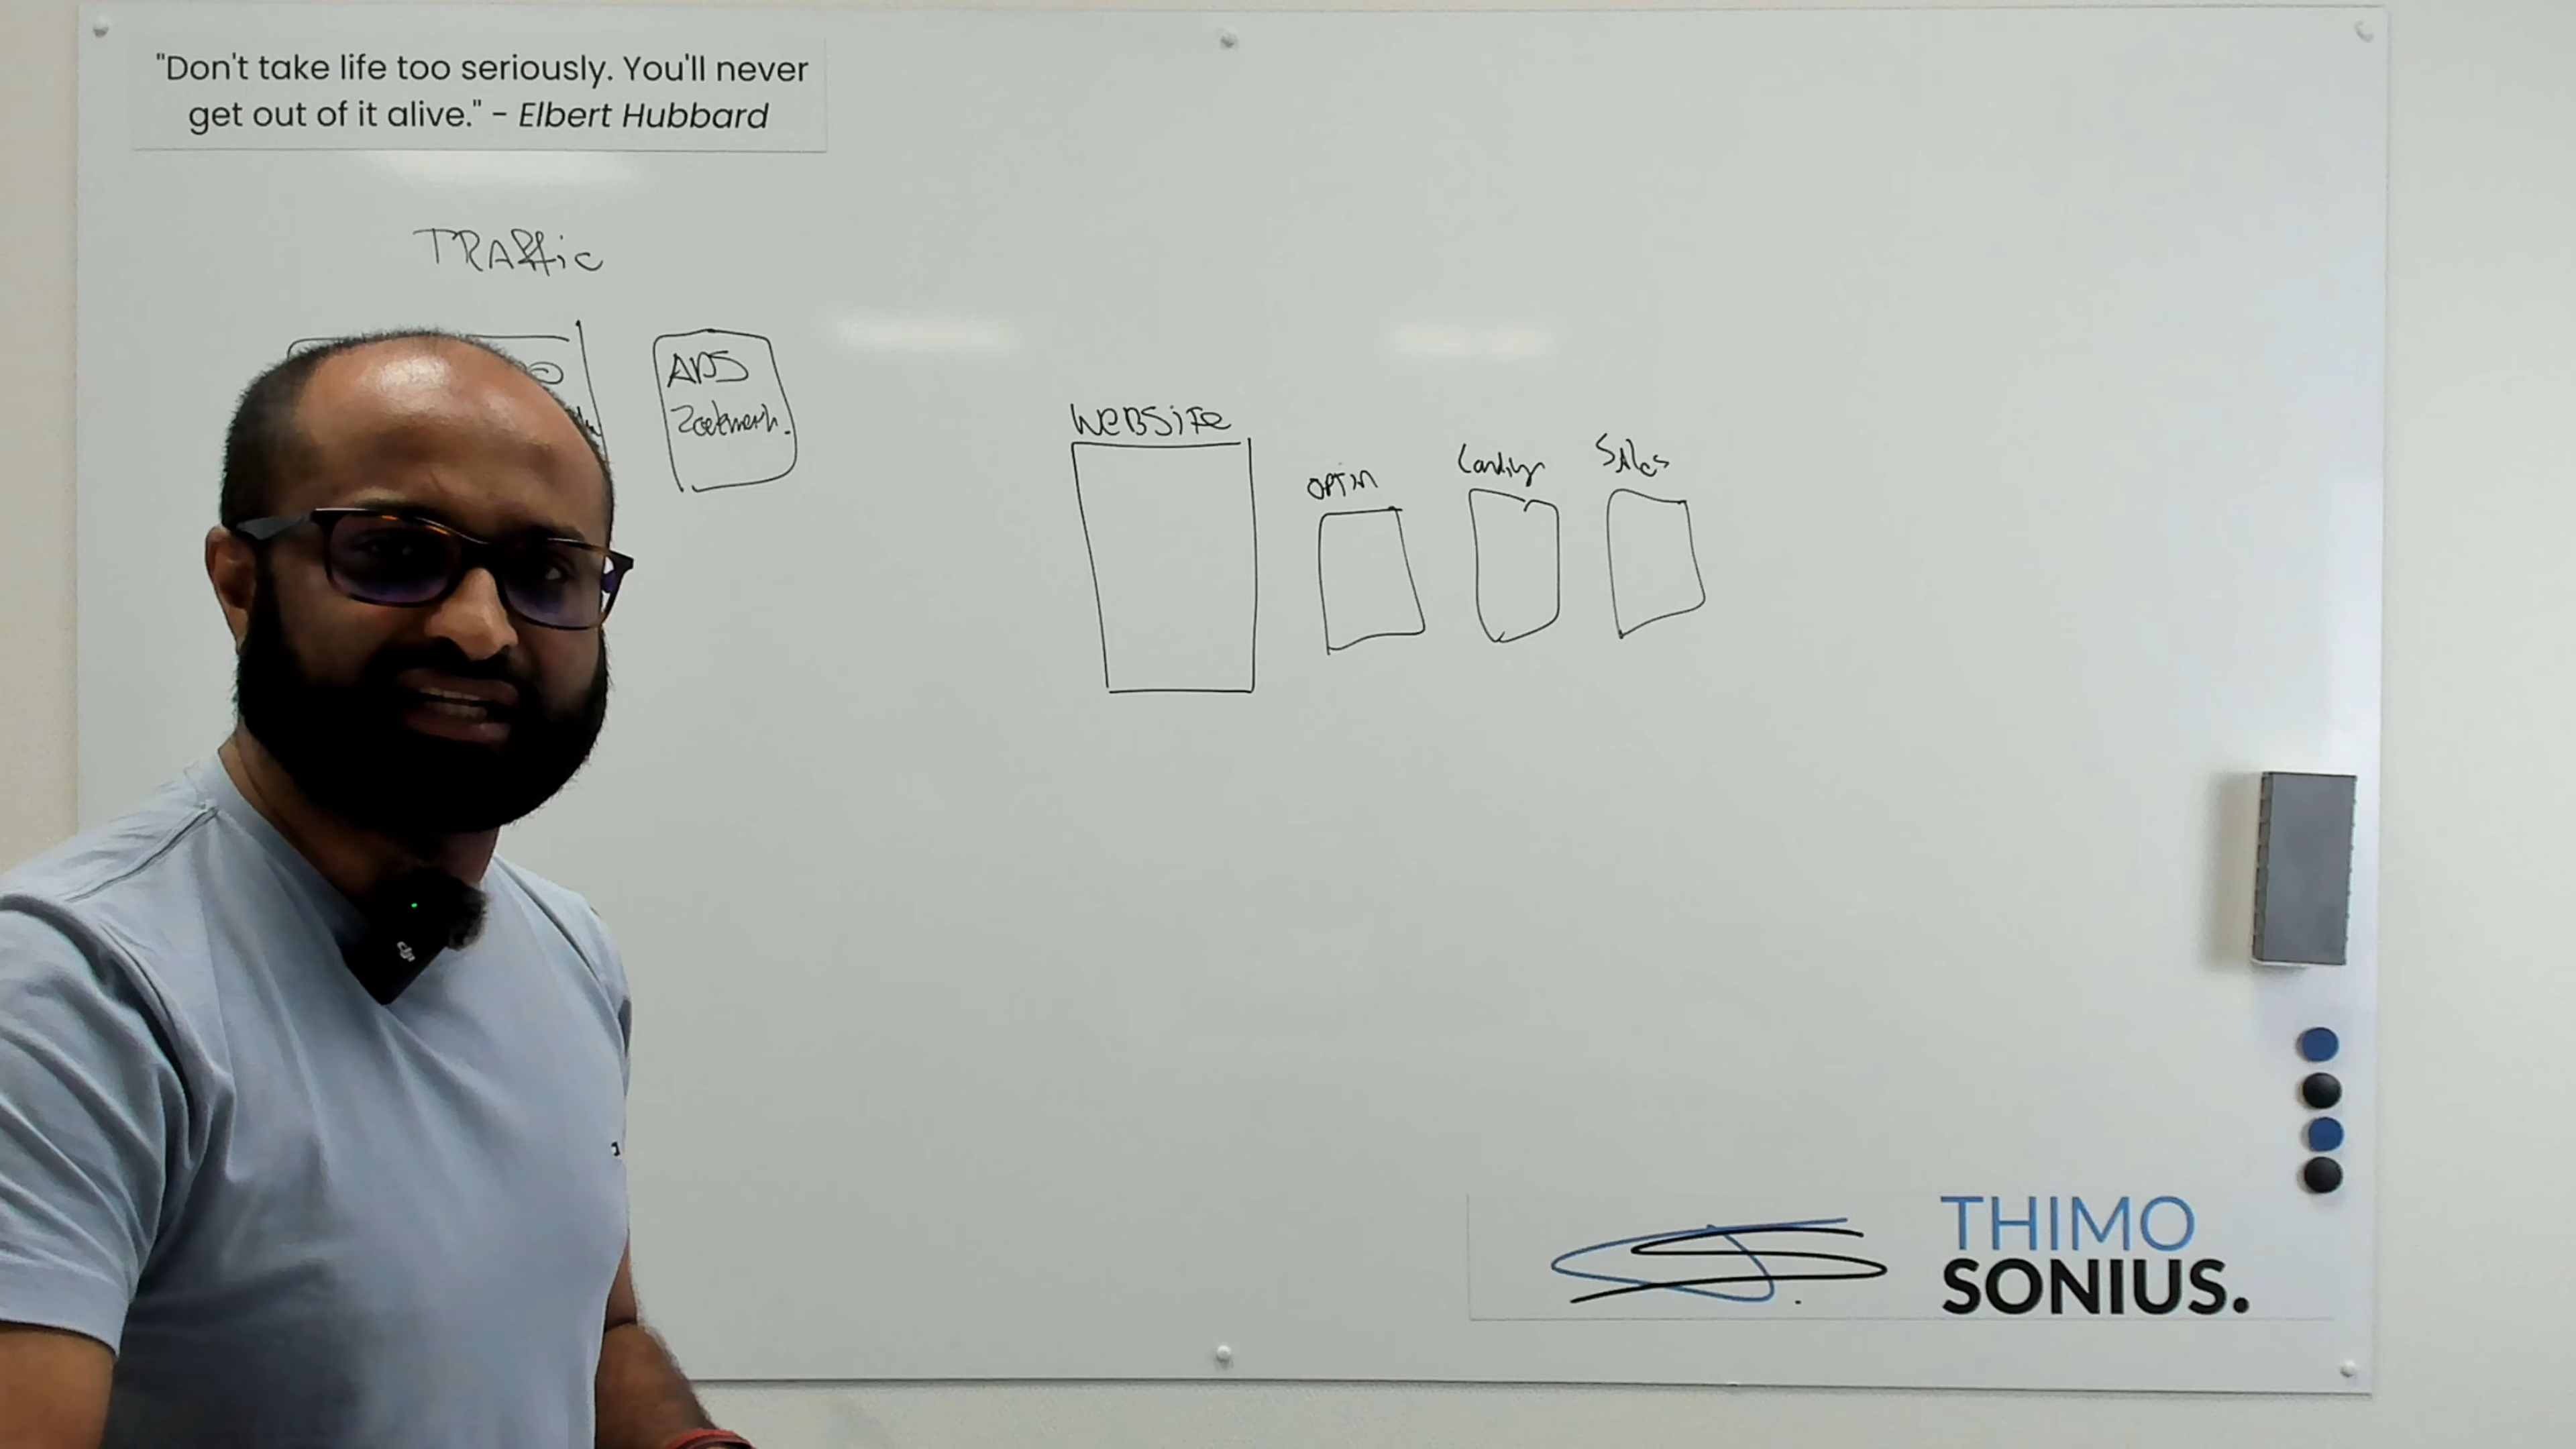 "Don't take life too seriously. You'll never
get out of it alive." - Elbert Hubbard
TRAffic
ADS
Zoekmach.
WEBSiTe
OPTiN
Landing
SAles
THIMO
SONIUS.